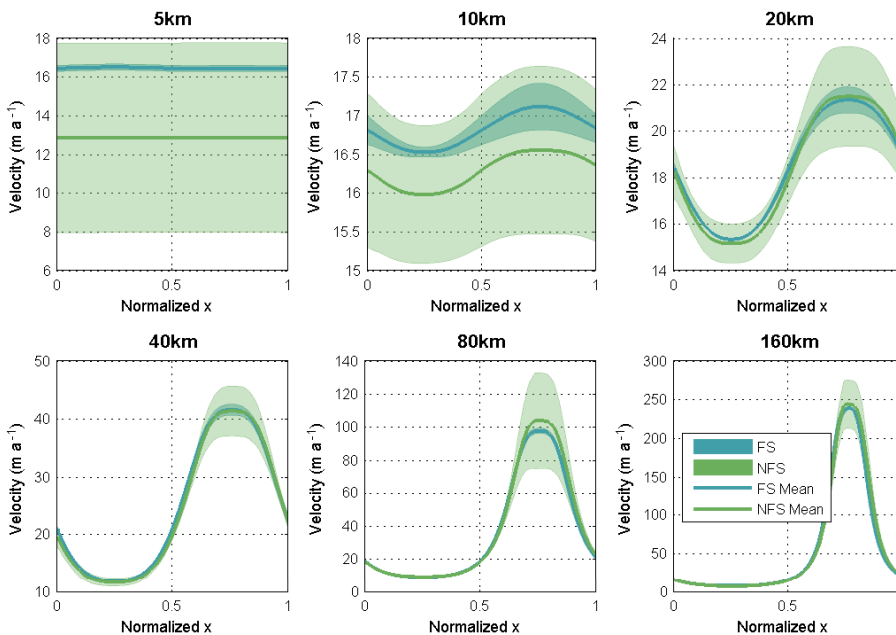 5km
18
16
14
12
10
8
6
0
0.5
1
Velocity (m a⁻¹)
Normalized x
10km
18
17.5
17
16.5
16
15.5
15
0
0.5
1
Velocity (m a⁻¹)
Normalized x
20km
24
22
20
18
16
14
0
0.5
1
Velocity (m a⁻¹)
Normalized x
40km
50
40
30
20
10
0
0.5
1
Velocity (m a⁻¹)
Normalized x
80km
140
120
100
80
60
40
20
0
0
0.5
1
Velocity (m a⁻¹)
Normalized x
160km
300
250
200
150
100
50
0
0
0.5
Velocity (m a⁻¹)
Normalized x
FS
NFS
FS Mean
NFS Mean